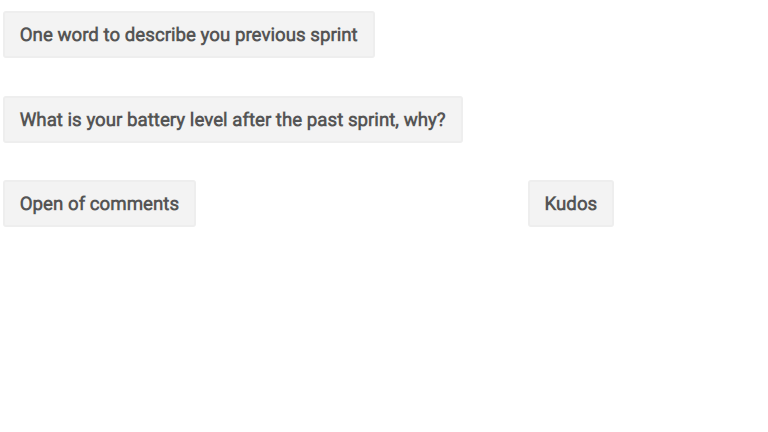 One word to describe you previous sprint
What is your battery level after the past sprint, why?
Open of comments
Kudos